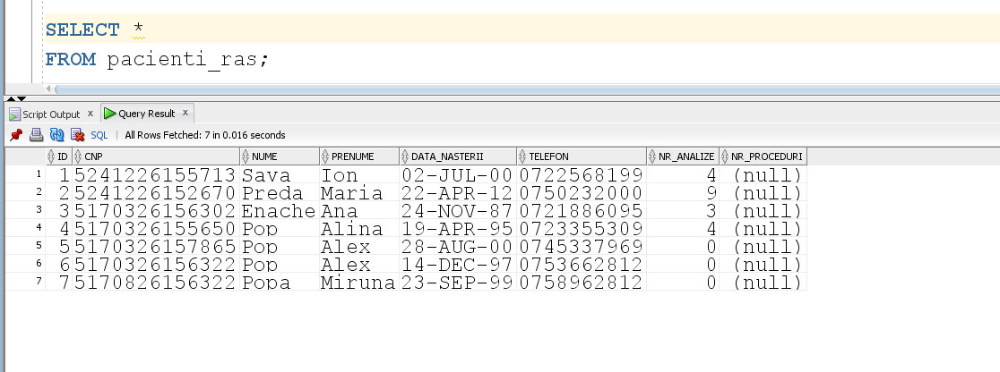 SELECT *
FROM pacienti_ras;
Script Output x Query Result x
SQL | All Rows Fetched: 7 in 0.016 seconds
ID CNP NUME PRENUME DATA_NASTERII TELEFON NR_ANALIZE NR_PROCEDURI
1 1 5241226155713 Sava Ion 02-JUL-00 0722568199 4 (null)
2 2 52412226152670 Preda Maria 22-APR-12 0750232000 9 (null)
3 3 5170326156302 Enache Ana 24-NOV-87 0721886095 3 (null)
4 4 5170326155650 Pop Alina 19-APR-95 0723355309 4 (null)
5 5 5170326157865 Pop Alex 28-AUG-00 0745337969 0 (null)
6 6 5170326156322 Pop Alex 14-DEC-97 0753662812 0 (null)
7 7 5170826156322 Popa Miruna 23-SEP-99 0758962812 0 (null)